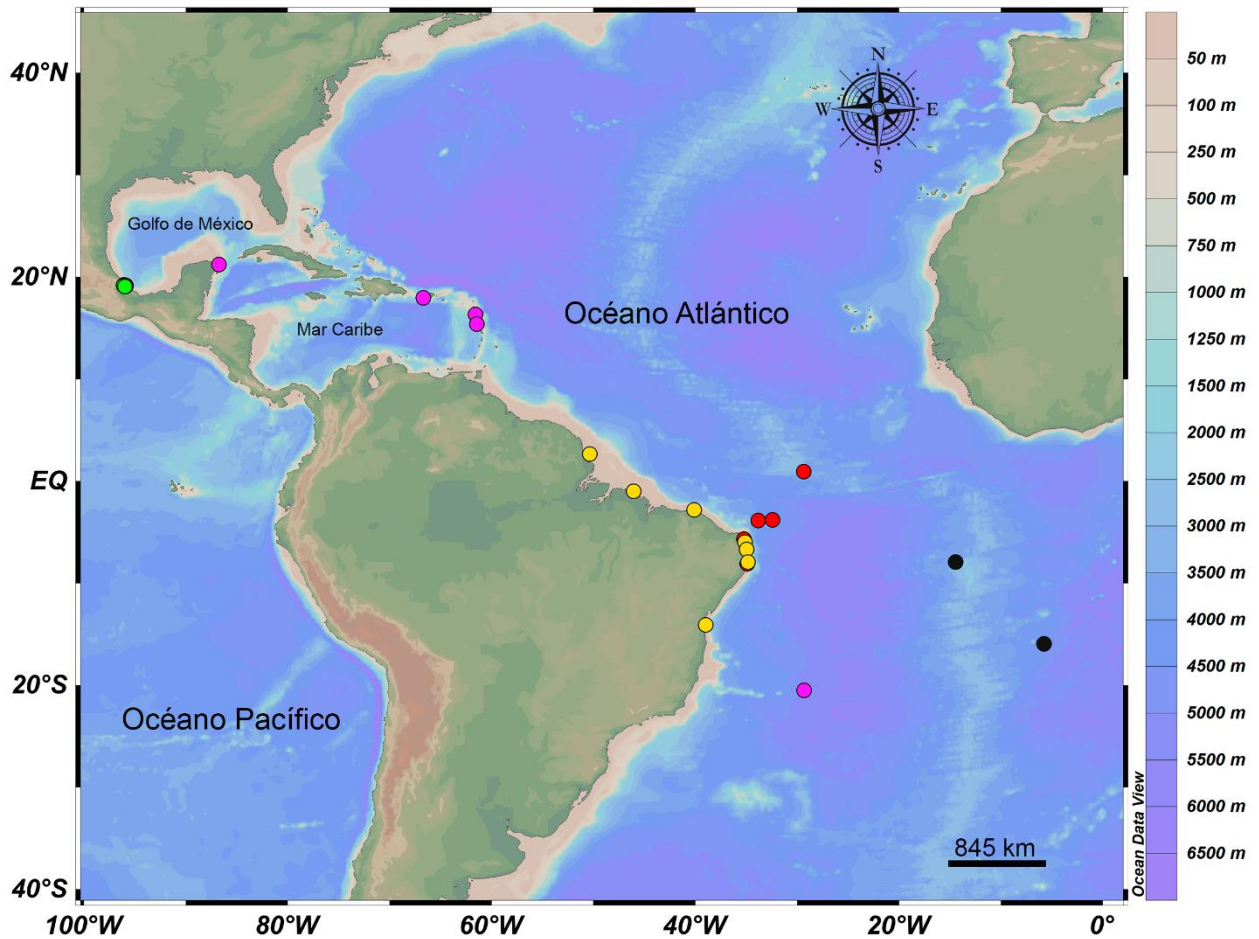 40°N
20°N
EQ
20°S
40°S
100°W
80°W
60°W
40°W
20°W
0°
N
W
E
S
Golfo de México
Mar Caribe
Océano Atlántico
Océano Pacífico
845 km
Ocean Data View
50 m
100 m
250 m
500 m
750 m
1000 m
1250 m
1500 m
2000 m
2500 m
3000 m
3500 m
4000 m
4500 m
5000 m
5500 m
6000 m
6500 m